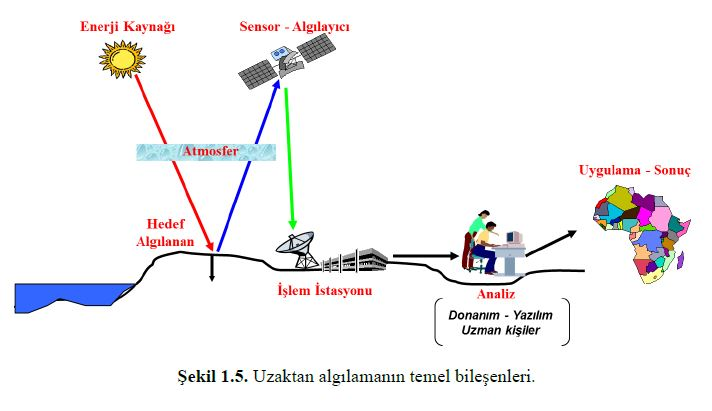 Enerji Kaynağı
Sensor - Algılayıcı
Atmosfer
Uygulama - Sonuç
Hedef
Algılanan
İşlem İstasyonu
Analiz
Donanım - Yazılım
Uzman kişiler
Şekil 1.5. Uzaktan algılamanın temel bileşenleri.